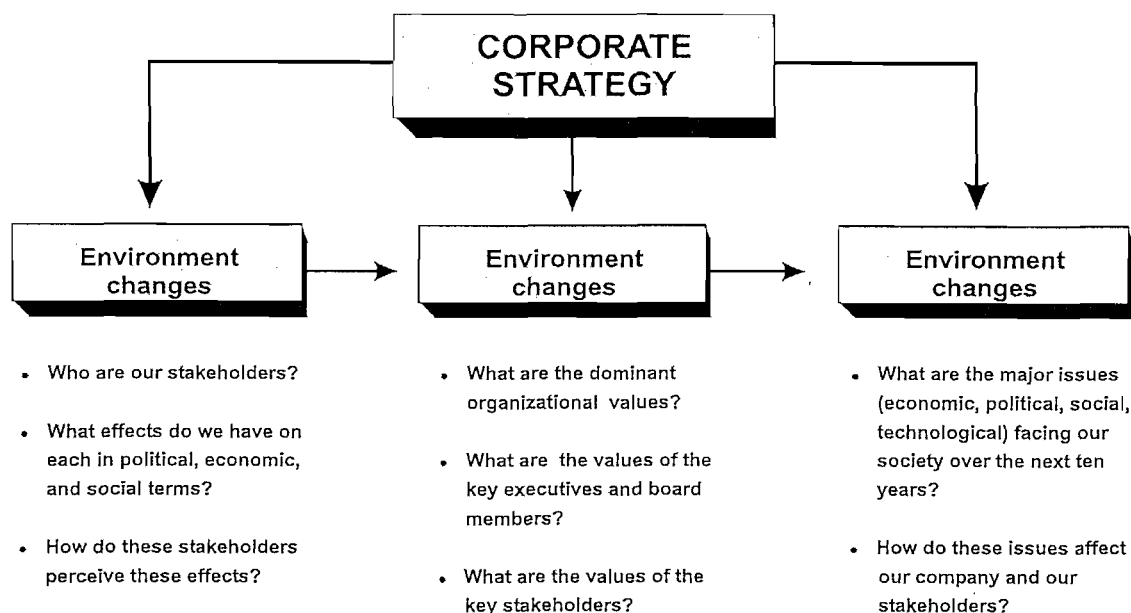 CORPORATE
STRATEGY
Environment
changes
Environment
changes
Environment
changes
• Who are our stakeholders?
• What effects do we have on
each in political, economic,
and social terms?
• How do these stakeholders
perceive these effects?
• What are the dominant
organizational values?
• What are the values of the
key executives and board
members?
• What are the values of the
key stakeholders?
• What are the major issues
(economic, political, social,
technological) facing our
society over the next ten
years?
• How do these issues affect
our company and our
stakeholders?